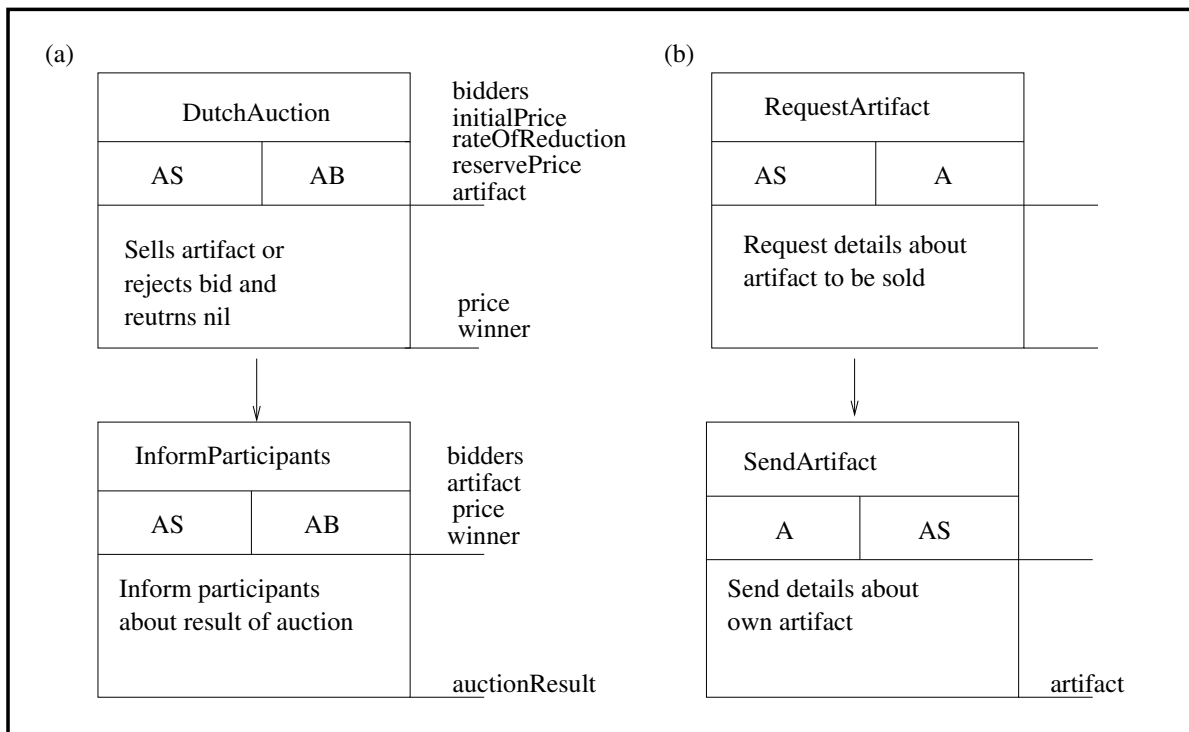 (a)
DutchAuction
AS
AB
bidders
initialPrice
rateOfReduction
reservePrice
artifact
Sells artifact or
rejects bid and
reutrns nil
price
winner
InformParticipants
AS
AB
bidders
artifact
price
winner
Inform participants
about result of auction
auctionResult
(b)
RequestArtifact
AS
A
Request details about
artifact to be sold
SendArtifact
A
AS
Send details about
own artifact
artifact